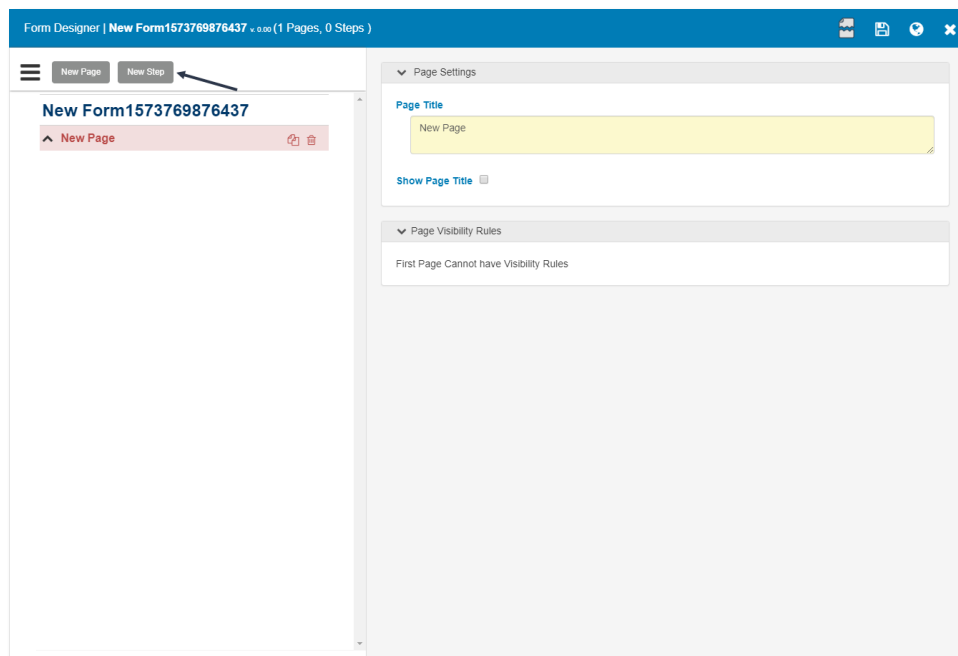 Form Designer | New Form1573769876437 v. 0.00 (1 Pages, 0 Steps )
New Page
New Step
New Form1573769876437
New Page
Page Settings
Page Title
New Page
Show Page Title
Page Visibility Rules
First Page Cannot have Visibility Rules